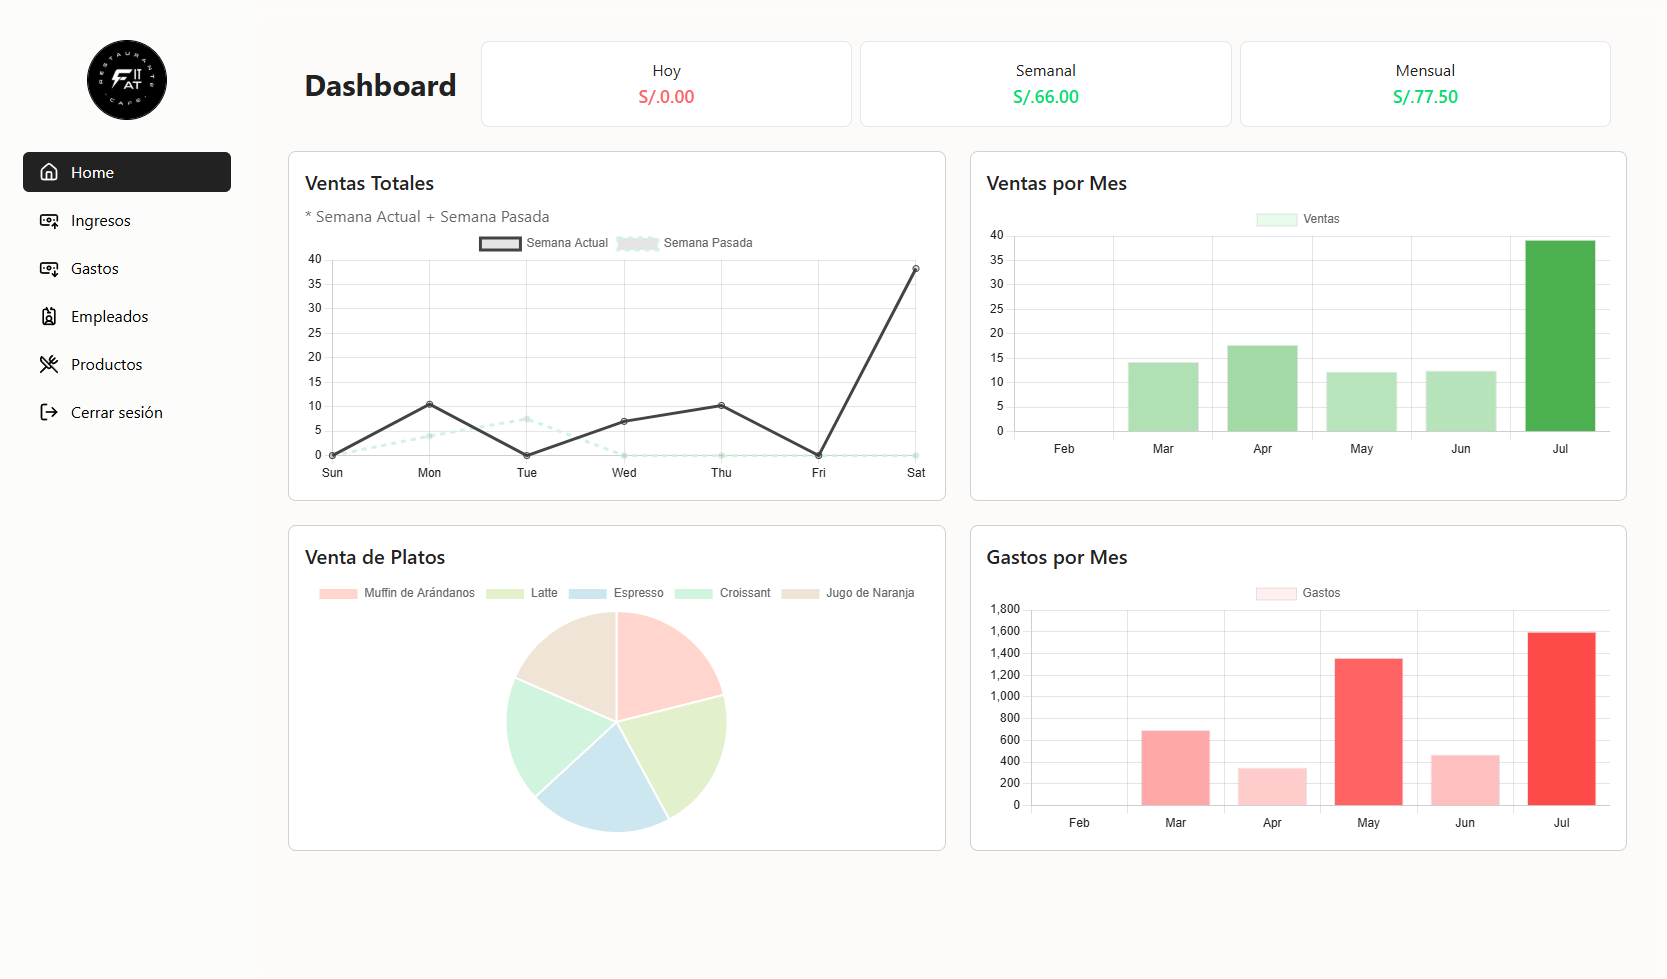 RESTAURANTE
FIT
FAT
· CAFE ·
Home
Ingresos
Gastos
Empleados
Productos
Cerrar sesión
Dashboard
Hoy
S/.0.00
Semanal
S/.66.00
Mensual
S/.77.50
Ventas Totales
* Semana Actual + Semana Pasada
Semana Actual Semana Pasada
40
35
30
25
20
15
10
5
0
Sun Mon Tue Wed Thu Fri Sat
Ventas por Mes
Ventas
40
35
30
25
20
15
10
5
0
Feb Mar Apr May Jun Jul
Venta de Platos
Muffin de Arándanos Latte Espresso Croissant Jugo de Naranja
Gastos por Mes
Gastos
1,800
1,600
1,400
1,200
1,000
800
600
400
200
0
Feb Mar Apr May Jun Jul